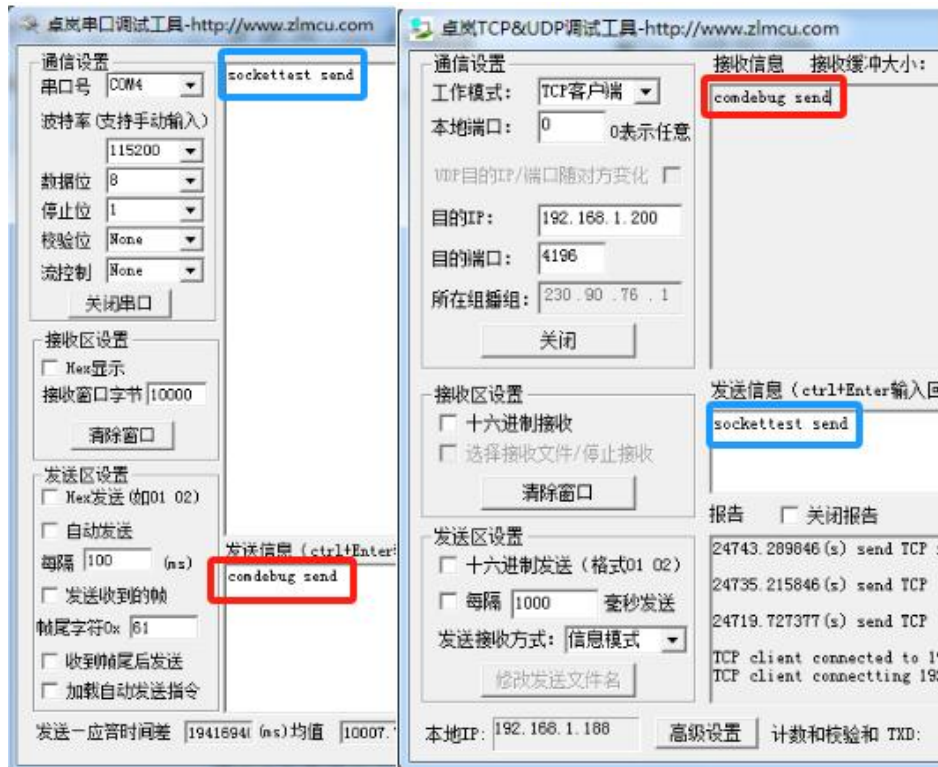 卓岚串口调试工具-http://www.zlmcu.com
通信设置
串口号 COM4
波特率(支持手动输入)
115200
数据位 8
停止位 1
校验位 None
流控制 None
关闭串口
接收区设置
Hex显示
接收窗口字节 10000
清除窗口
发送区设置
Hex发送(如01 02)
自动发送
每隔 100 (ms)
发送收到的帧
帧尾字符0x 61
收到帧尾后发送
加载自动发送指令
sockettest send
发送信息(ctrl+Enter
comdebug send
发送—应答时间差 1941694( (ms)均值 10007.
卓岚TCP&UDP调试工具-http://www.zlmcu.com
通信设置
工作模式: TCP客户端
本地端口: 0 0表示任意
UDP目的IP/端口随对方变化
目的IP: 192.168.1.200
目的端口: 4196
所在组播组: 230 .90 .76 .1
关闭
接收区设置
十六进制接收
选择接收文件/停止接收
清除窗口
发送区设置
十六进制发送(格式01 02)
每隔 1000 毫秒发送
发送接收方式: 信息模式
修改发送文件名
接收信息 接收缓冲大小:
comdebug send
发送信息(ctrl+Enter输入回
sockettest send
报告 关闭报告
24743.289846(s) send TCP
24735.215846(s) send TCP
24719.727377(s) send TCP
TCP client connected to 19
TCP client connectting 192
本地IP: 192.168.1.188 高级设置 计数和校验和 TXD: